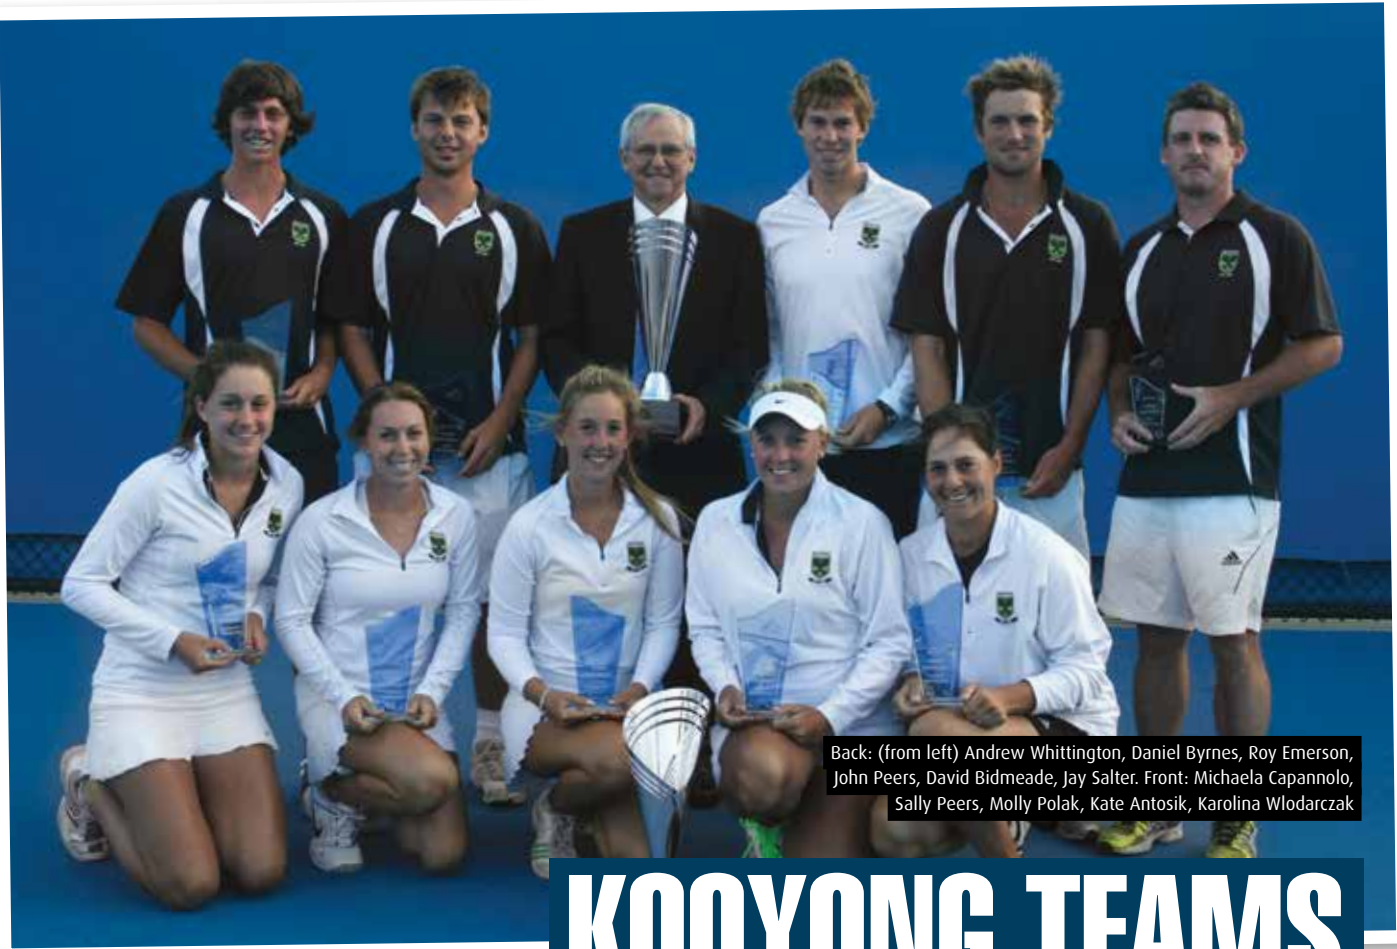 Back: (from left) Andrew Whittington, Daniel Byrnes, Roy Emerson,
John Peers, David Bidmeade, Jay Salter. Front: Michaela Capannolo,
Sally Peers, Molly Polak, Kate Antosik, Karolina Wlodarczak
KOOYONG TEAMS